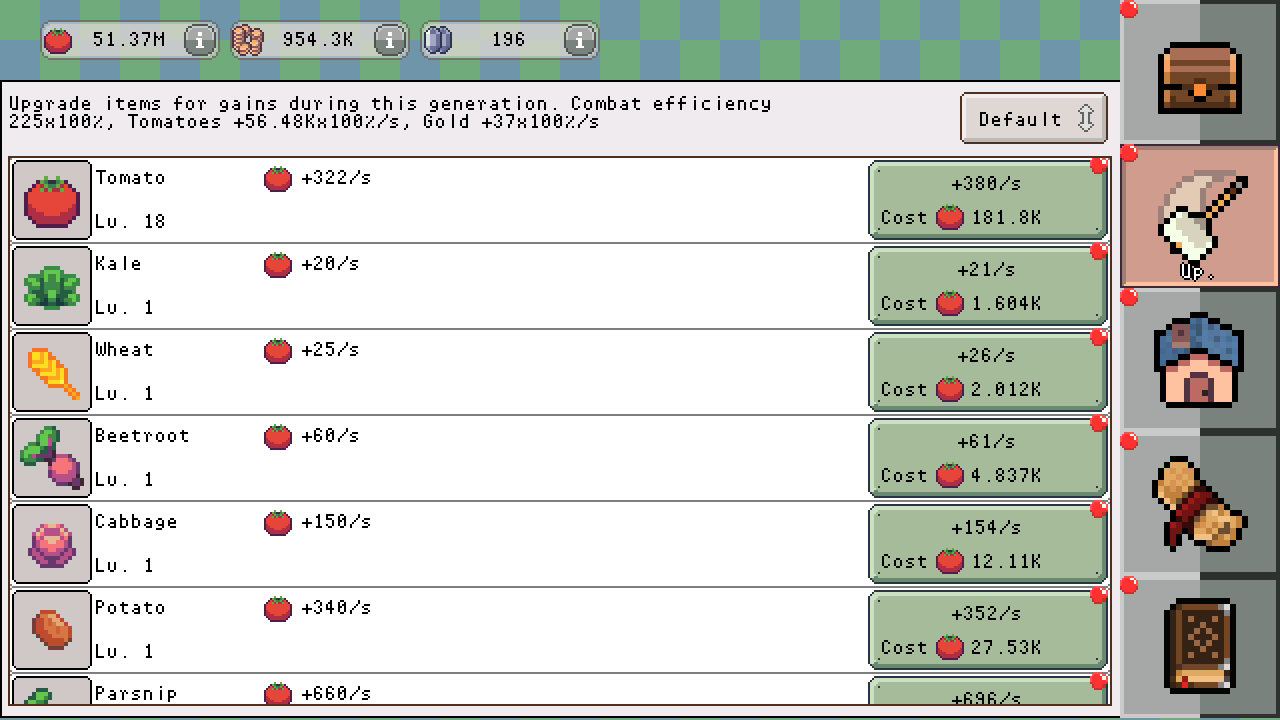 51.37M 954.3K 196
Upgrade items for gains during this generation. Combat efficiency
225x100%, Tomatoes +56.48Kx100%/s, Gold +37x100%/s
Default
Tomato +322/s
Lv. 18
+380/s
Cost 181.8K
Kale +20/s
Lv. 1
+21/s
Cost 1.604K
Wheat +25/s
Lv. 1
+26/s
Cost 2.012K
Beetroot +60/s
Lv. 1
+61/s
Cost 4.837K
Cabbage +150/s
Lv. 1
+154/s
Cost 12.11K
Potato +340/s
Lv. 1
+352/s
Cost 27.53K
Parsnip +660/s
+696/s
Up.